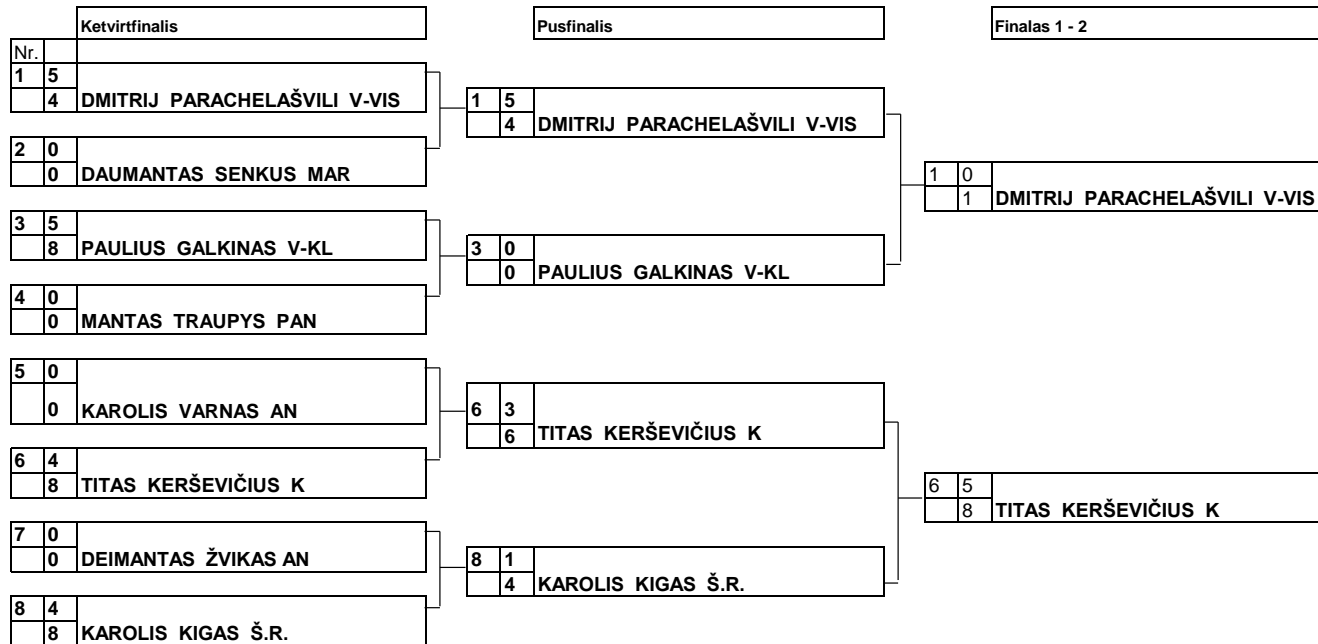 Ketvirtfinalis Pusfinalis Finalas 1 - 2
Nr.
1 5
4 DMITRIJ PARACHELAŠVILI V-VIS
1 5
4 DMITRIJ PARACHELAŠVILI V-VIS
2 0
0 DAUMANTAS SENKUS MAR
1 0
1 DMITRIJ PARACHELAŠVILI V-VIS
3 5
8 PAULIUS GALKINAS V-KL
3 0
0 PAULIUS GALKINAS V-KL
4 0
0 MANTAS TRAUPYS PAN
5 0
0 KAROLIS VARNAS AN
6 3
6 TITAS KERŠEVIČIUS K
6 4
8 TITAS KERŠEVIČIUS K
6 5
8 TITAS KERŠEVIČIUS K
7 0
0 DEIMANTAS ŽVIKAS AN
8 1
4 KAROLIS KIGAS Š.R.
8 4
8 KAROLIS KIGAS Š.R.